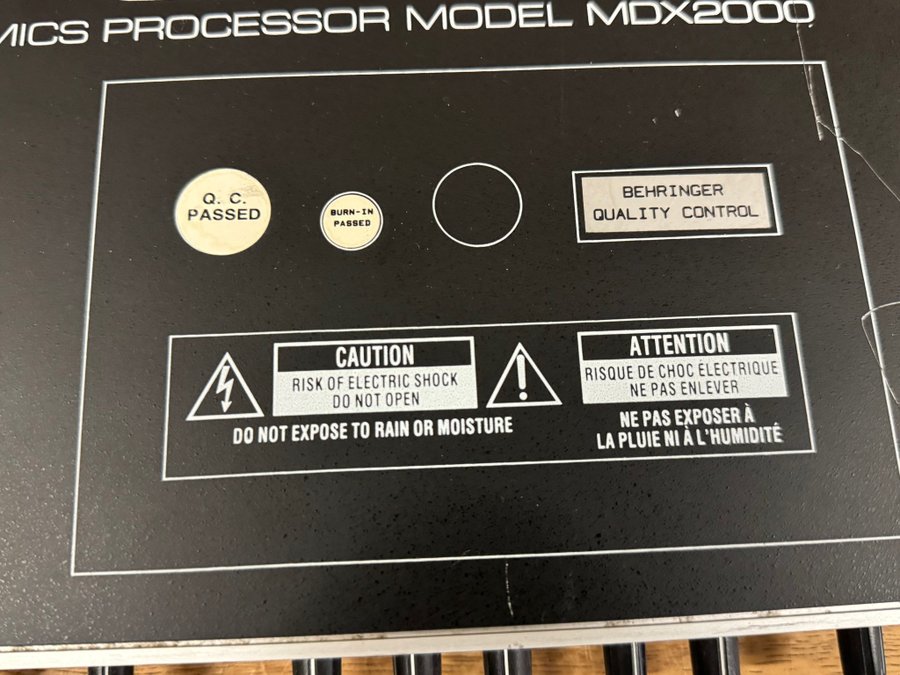 MICS PROCESSOR MODEL MDX2000
Q. C.
PASSED
BURN-IN
PASSED
BEHRINGER
QUALITY CONTROL
CAUTION
RISK OF ELECTRIC SHOCK
DO NOT OPEN
DO NOT EXPOSE TO RAIN OR MOISTURE
ATTENTION
RISQUE DE CHOC ÉLECTRIQUE
NE PAS ENLEVER
NE PAS EXPOSER À
LA PLUIE NI À L'HUMIDITÉ